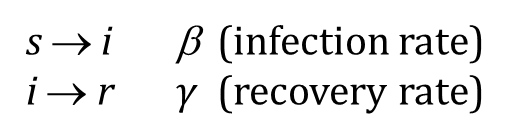 s → i β (infection rate)
i → r γ (recovery rate)